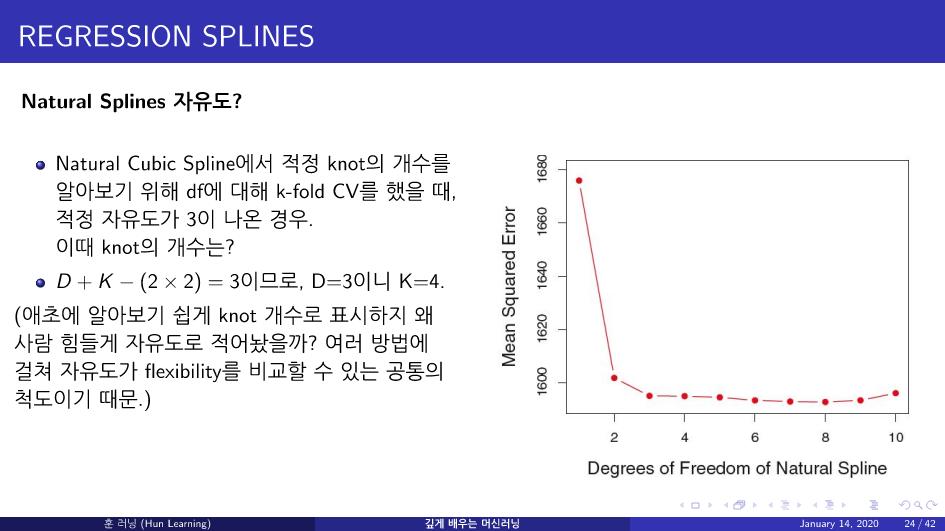 REGRESSION SPLINES
Natural Splines 자유도?
Natural Cubic Spline에서 적정 knot의 개수를
알아보기 위해 df에 대해 k-fold CV를 했을 때,
적정 자유도가 3이 나온 경우.
이때 knot의 개수는?
D + K − (2 × 2) = 3이므로, D=3이니 K=4.
(애초에 알아보기 쉽게 knot 개수로 표시하지 왜
사람 힘들게 자유도로 적어놨을까? 여러 방법에
걸쳐 자유도가 flexibility를 비교할 수 있는 공통의
척도이기 때문.)
Mean Squared Error
1680
1660
1640
1620
1600
2 4 6 8 10
Degrees of Freedom of Natural Spline
훈 러닝 (Hun Learning) 깊게 배우는 머신러닝 January 14, 2020 24 / 42